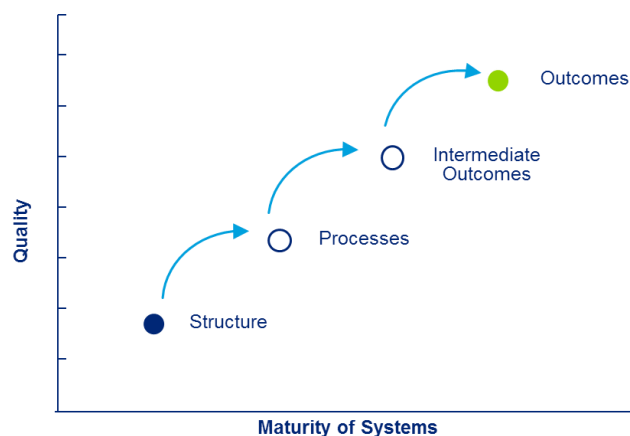 Outcomes
Intermediate
Outcomes
Processes
Quality
Structure
Maturity of Systems